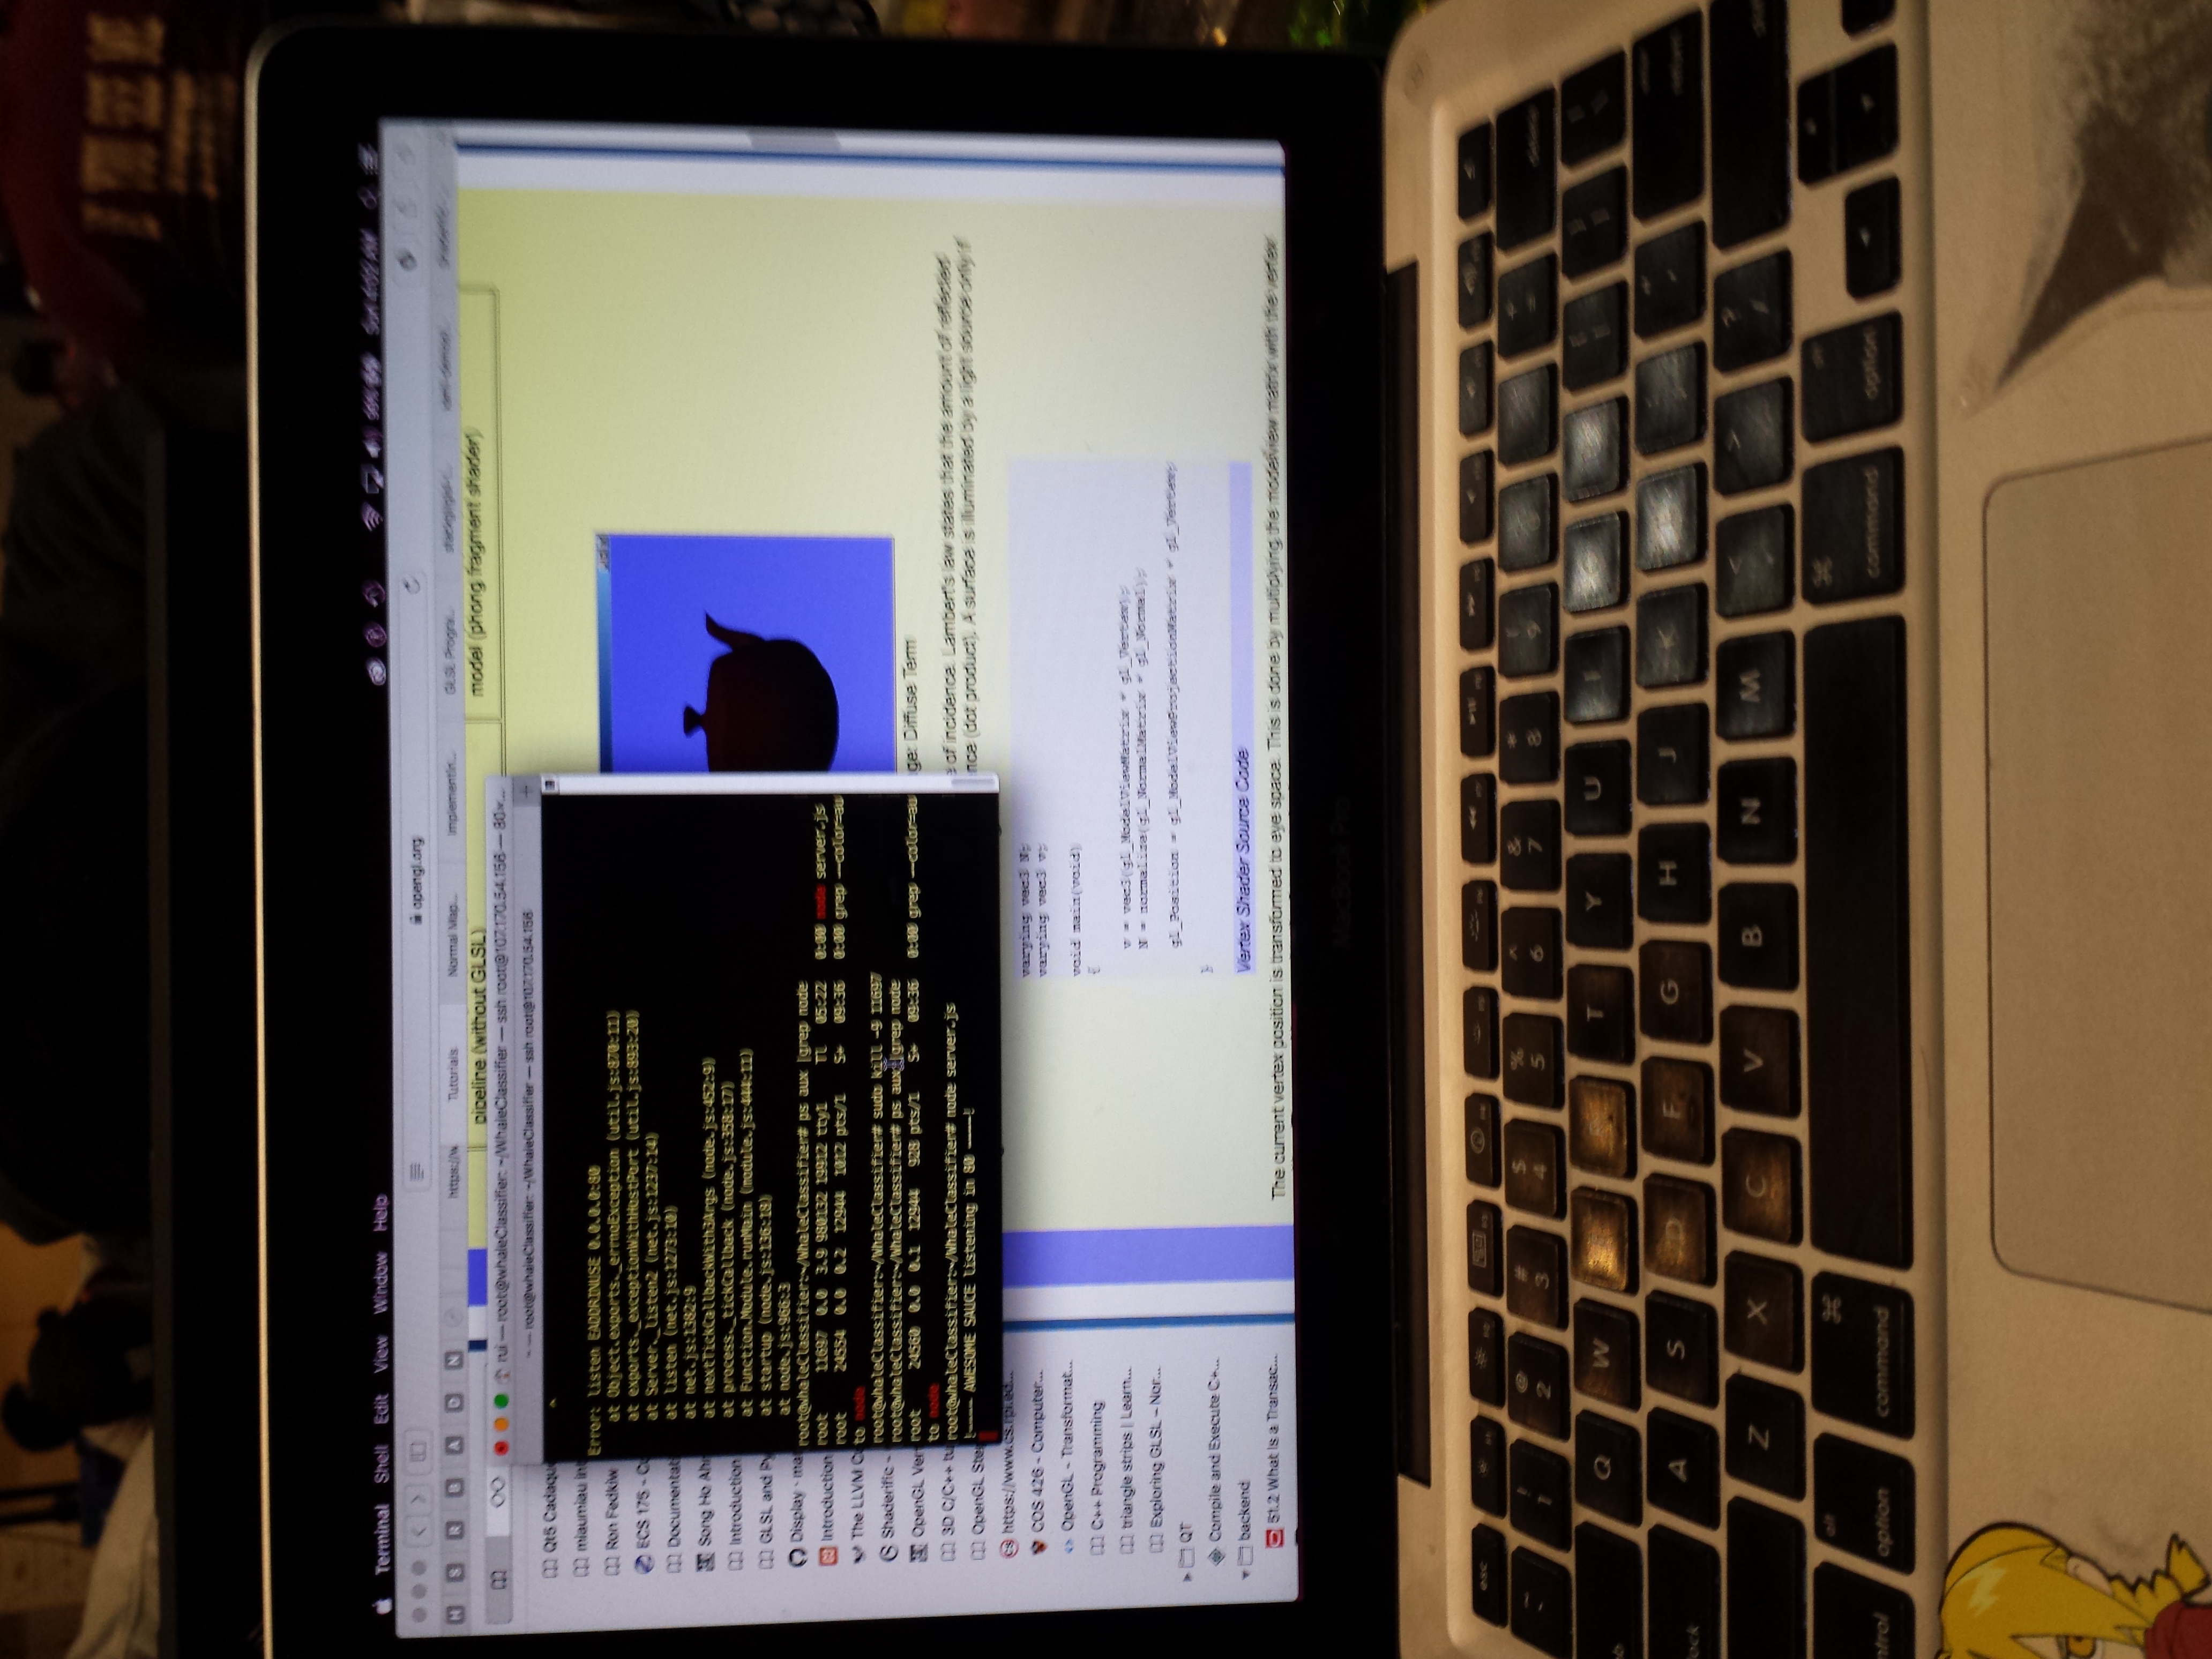 Terminal Shell Edit View Window Help
opengl.org
H S R B A D N
https://w Tutorials Normal Map... Implementin... GLSL Progra...
pipeline (without GLSL)
model (phong fragment shader)
rui — root@whaleClassifier: ~/WhaleClassifier — ssh root@107.170.54.156 — 80×...
~ — root@whaleClassifier: ~/WhaleClassifier — ssh root@107.170.54.156
^
Error: listen EADDRINUSE 0.0.0.0:80
at Object.exports._errnoException (util.js:870:11)
at exports._exceptionWithHostPort (util.js:893:20)
at Server._listen2 (net.js:1237:14)
at listen (net.js:1273:10)
at net.js:1382:9
at nextTickCallbackWith3Args (node.js:452:9)
at process._tickCallback (node.js:358:17)
at Function.Module.runMain (module.js:444:11)
at startup (node.js:136:18)
at node.js:966:3
root@whaleClassifier:~/WhaleClassifier# ps aux |grep node
root 11697 0.0 3.9 980132 19912 tty1 Tl 05:22 0:00 node server.js
root 24554 0.0 0.2 12944 1012 pts/1 S+ 09:36 0:00 grep --color=au
to node
root@whaleClassifier:~/WhaleClassifier# sudo kill -9 11697
root@whaleClassifier:~/WhaleClassifier# ps aux |grep node
root 24560 0.0 0.1 12944 928 pts/1 S+ 09:36 0:00 grep --color=au
to node
root@whaleClassifier:~/WhaleClassifier# node server.js
!---- AWESOME SAUCE listening in 80 ----!
Qt5 Cadaqu
miaumiau int
Ron Fedkiw
ECS 175 - Co
Documentat
Song Ho Ahn
Introduction
GLSL and Py
Display - ma
Introduction
The LLVM C
Shaderific -
OpenGL Ver
3D C/C++ tu
OpenGL Ste
https://www.cs.rpi.ed...
COS 426 - Computer...
OpenGL - Transformat...
C++ Programming
triangle strips | Learn...
Exploring GLSL – Nor...
QT
Compile and Execute C+...
backend
51.2 What Is a Transac...
ge: Diffuse Term
e of incidence. Lambert's law states that the amount of reflected
nce (dot product). A surface is illuminated by a light source only if
varying vec3 N;
varying vec3 v;
void main(void)
{
v = vec3(gl_ModelViewMatrix * gl_Vertex);
N = normalize(gl_NormalMatrix * gl_Normal);
gl_Position = gl_ModelViewProjectionMatrix * gl_Vertex;
}
Vertex Shader Source Code
The current vertex position is transformed to eye space. This is done by multiplying the modelview matrix with the vertex
MacBook Pro
esc
~ ! @ # $ % ^ & * (
1 2 3 4 5 6 7 8 9 = delete
Q W E R T Y U I O P
lock A S D F G H J K L return
Z X C V B N M < > ? /
alt ⌘ ⌘ alt
ntrol option command command option